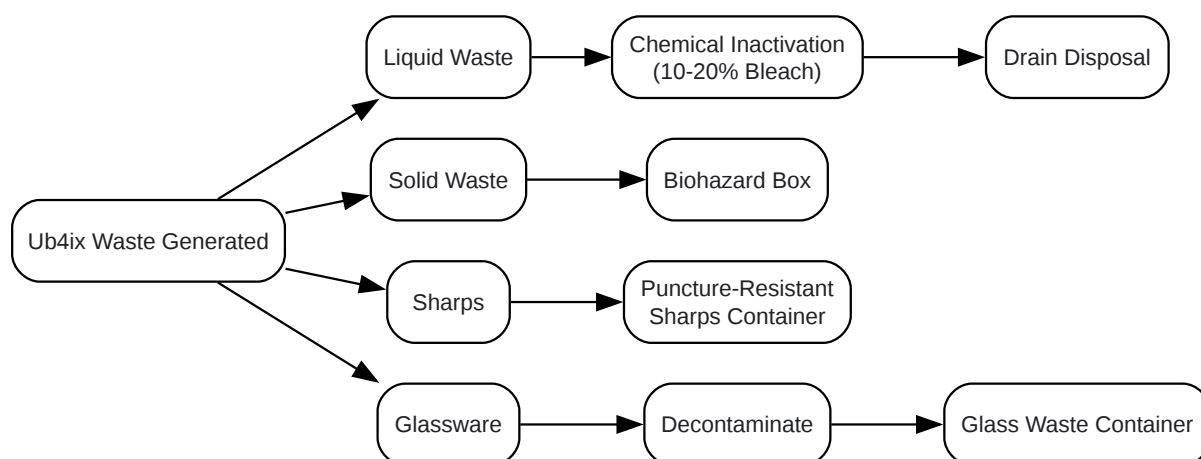 Liquid Waste
Chemical Inactivation
(10-20% Bleach)
Drain Disposal
Solid Waste
Biohazard Box
Ub4ix Waste Generated
Sharps
Puncture-Resistant
Sharps Container
Glassware
Decontaminate
Glass Waste Container